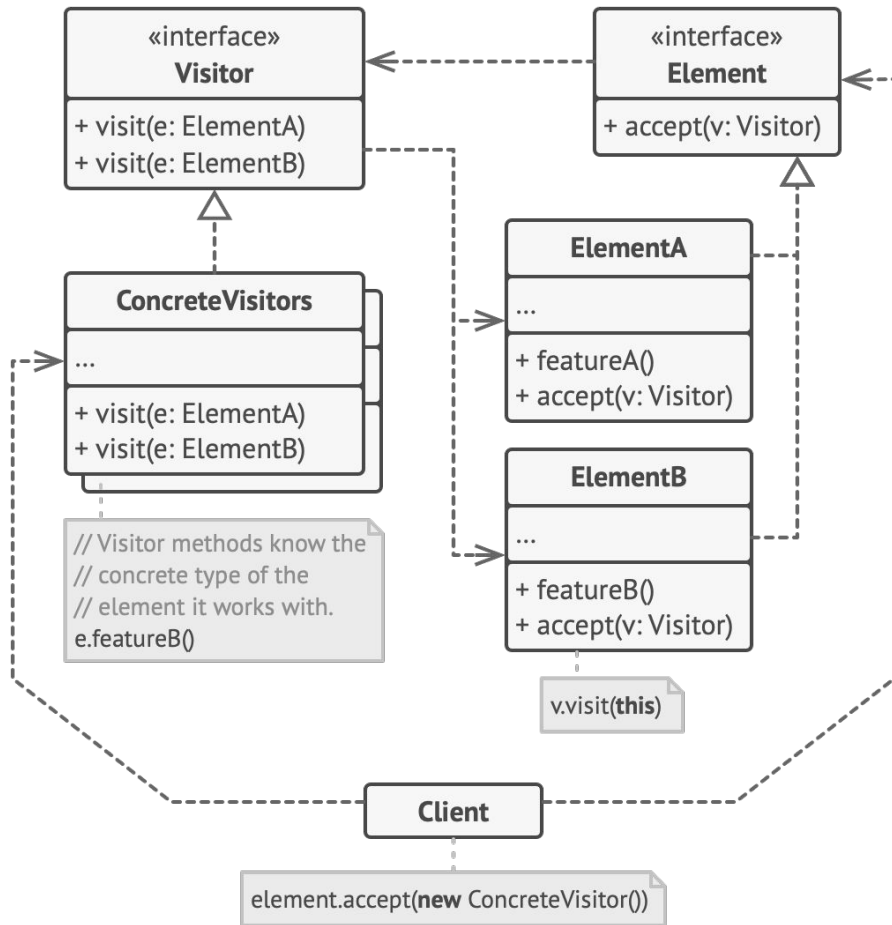 «interface»
Visitor
+ visit(e: ElementA)
+ visit(e: ElementB)
«interface»
Element
+ accept(v: Visitor)
ConcreteVisitors
...
+ visit(e: ElementA)
+ visit(e: ElementB)
// Visitor methods know the
// concrete type of the
// element it works with.
e.featureB()
ElementA
...
+ featureA()
+ accept(v: Visitor)
ElementB
...
+ featureB()
+ accept(v: Visitor)
v.visit(this)
Client
element.accept(new ConcreteVisitor())